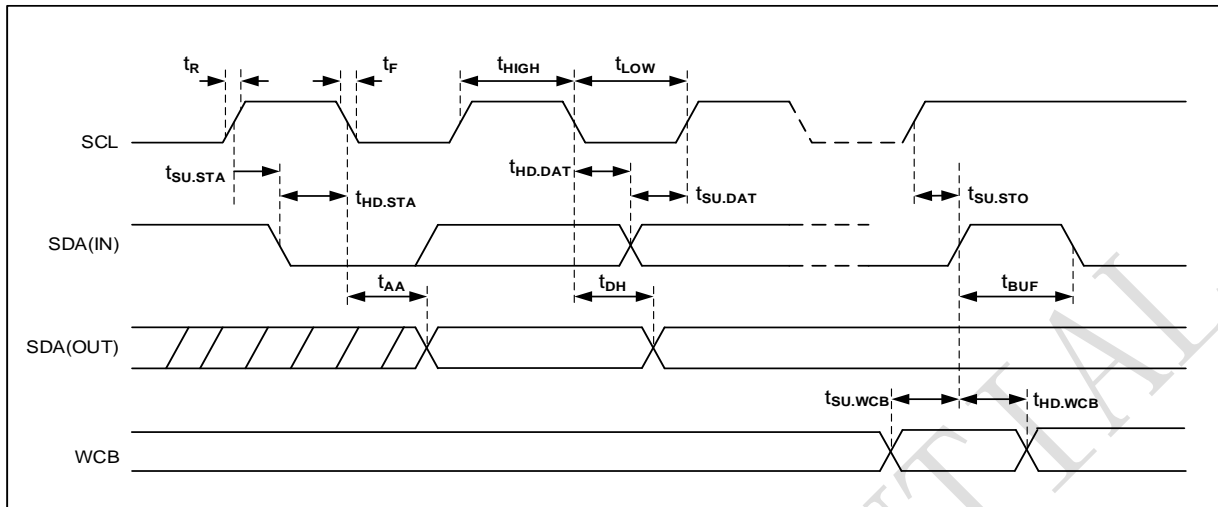 tR tF tHIGH tLOW
SCL
tSU.STA tHD.STA tHD.DAT tSU.DAT tSU.STO
SDA(IN)
tAA tDH tBUF
SDA(OUT)
tSU.WCB tHD.WCB
WCB
NTIAL